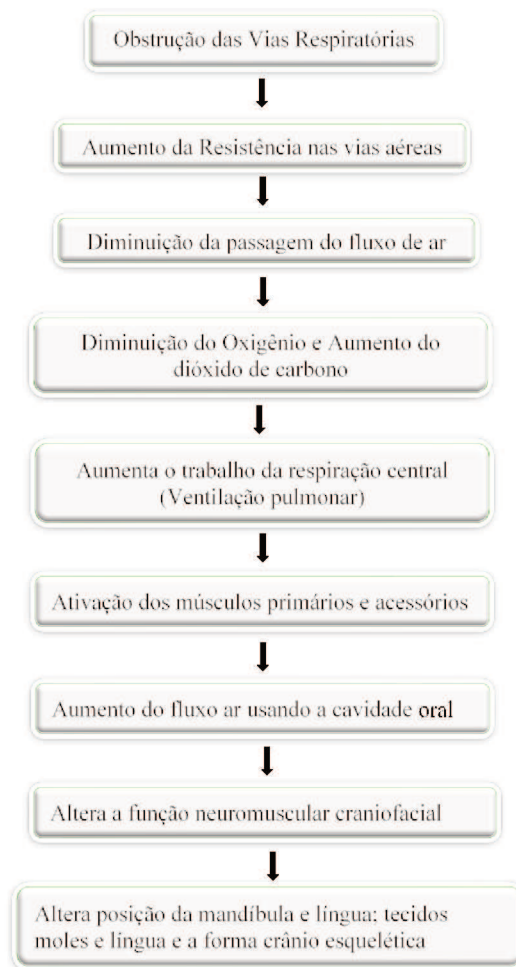 Obstrução das Vias Respiratórias
Aumento da Resistência nas vias aéreas
Diminuição da passagem do fluxo de ar
Diminuição do Oxigênio e Aumento do
dióxido de carbono
Aumenta o trabalho da respiração central
(Ventilação pulmonar)
Ativação dos músculos primários e acessórios
Aumento do fluxo ar usando a cavidade oral
Altera a função neuromuscular craniofacial
Altera posição da mandíbula e língua; tecidos
moles e língua e a forma crânio esquelética